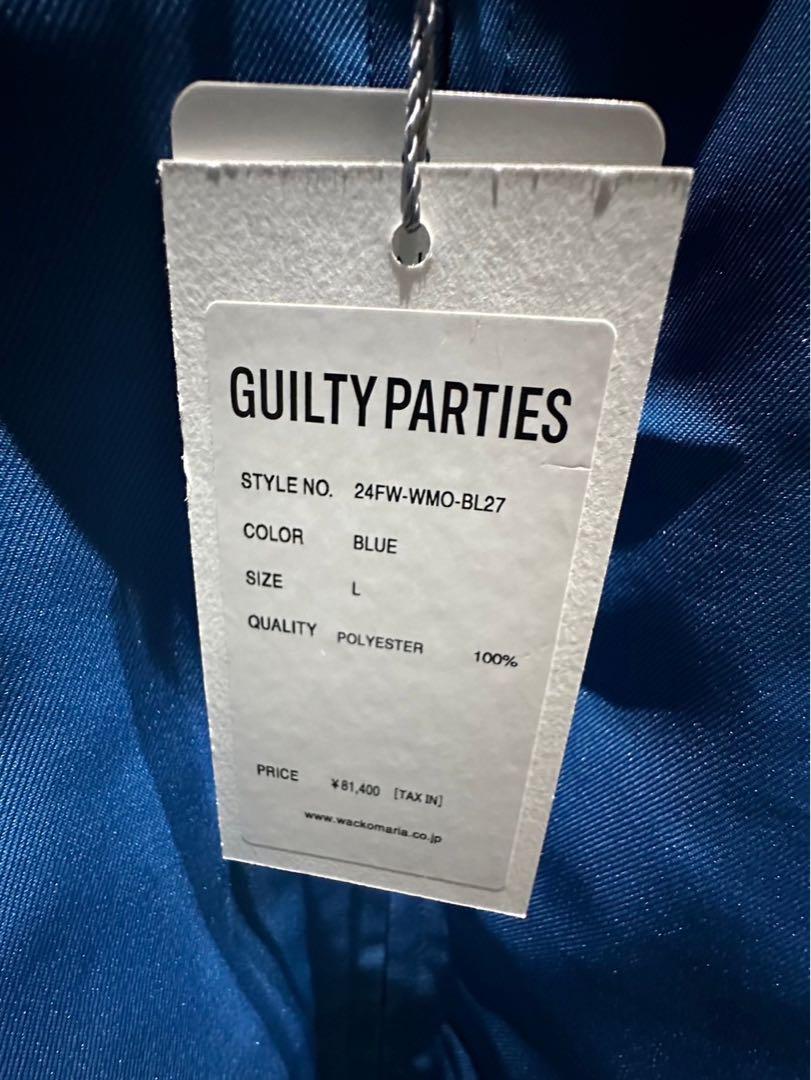 GUILTY PARTIES
STYLE NO. 24FW-WMO-BL27
COLOR BLUE
SIZE L
QUALITY POLYESTER 100%
PRICE ¥81,400 [TAX IN]
www.wackomaria.co.jp